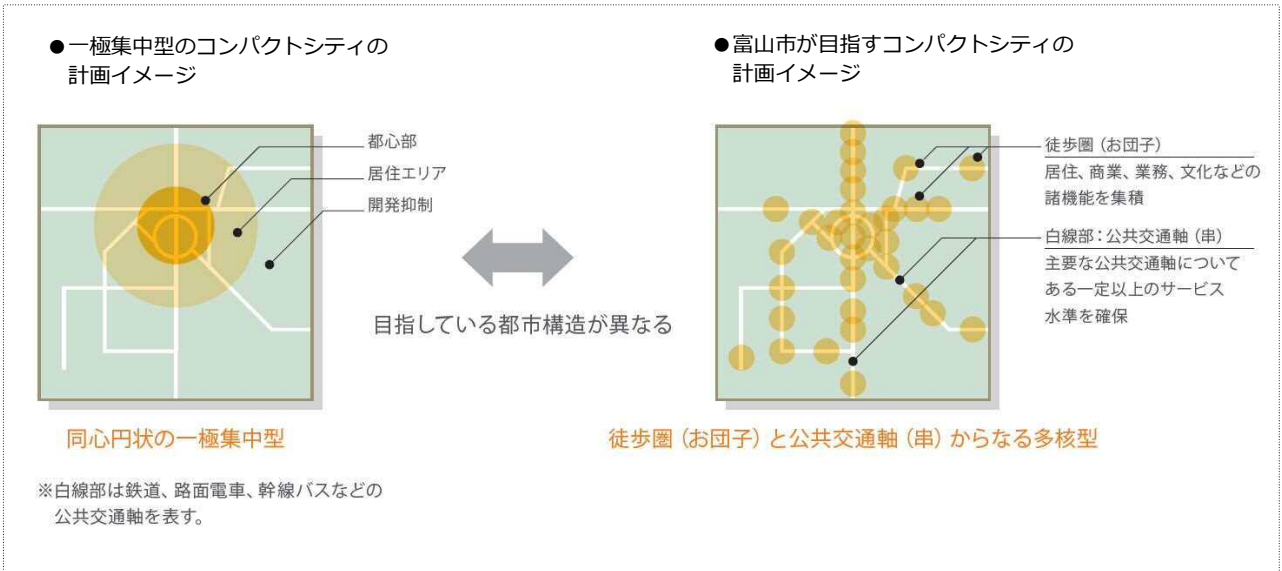 ●一極集中型のコンパクトシティの
計画イメージ
都心部
居住エリア
開発抑制
目指している都市構造が異なる
同心円状の一極集中型
※白線部は鉄道、路面電車、幹線バスなどの
公共交通軸を表す。
●富山市が目指すコンパクトシティの
計画イメージ
徒歩圏(お団子)
居住、商業、業務、文化などの
諸機能を集積
白線部:公共交通軸(串)
主要な公共交通軸について
ある一定以上のサービス
水準を確保
徒歩圏(お団子)と公共交通軸(串)からなる多核型